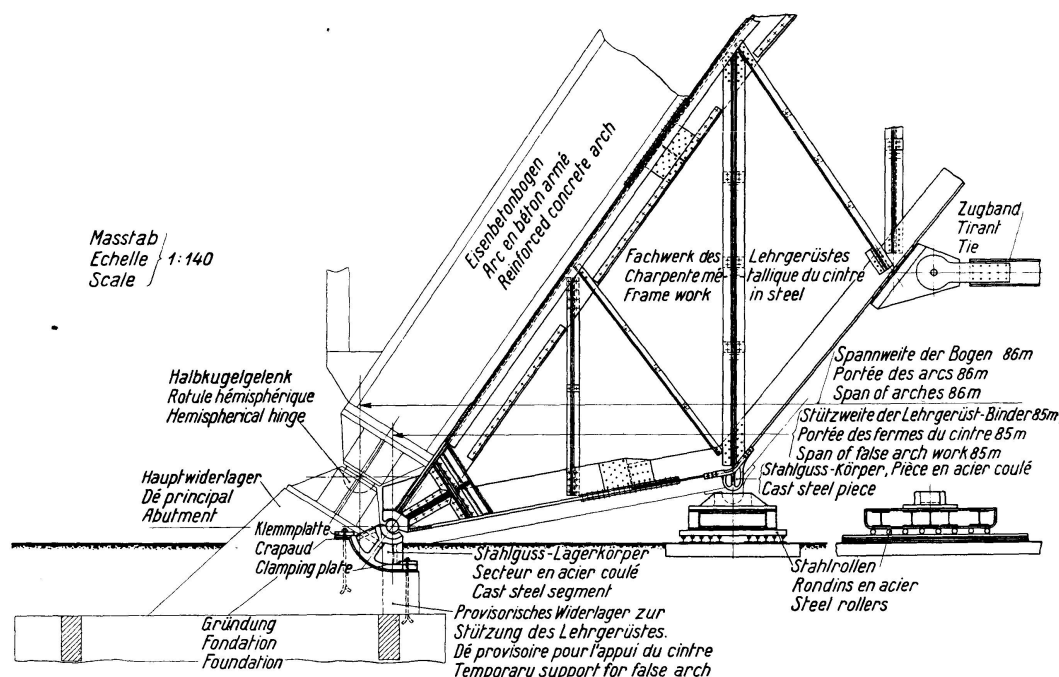 Masstab
Echelle
Scale
1:140
Eisenbetonbogen
Arc en béton armé
Reinforced concrete arch
Fachwerk des Lehrgerüstes
Charpente métallique du cintre
Frame work in steel
Zugband
Tirant
Tie
Halbkugelgelenk
Rotule hémisphérique
Hemispherical hinge
Spannweite der Bogen 86m
Portée des arcs 86m
Span of arches 86m
Stützweite der Lehrgerüst-Binder 85m
Portée des fermes du cintre 85m
Span of false arch work 85m
Stahlguss-Körper, Pièce en acier coulé
Cast steel piece
Hauptwiderlager
Dé principal
Abutment
Klemmplatte
Crapaud
Clamping plate
Stahlguss-Lagerkörper
Secteur en acier coulé
Cast steel segment
Stahlrollen
Rondins en acier
Steel rollers
Provisorisches Widerlager zur
Stützung des Lehrgerüstes.
Dé provisoire pour l'appui du cintre
Temporary support for false arch
Gründung
Fondation
Foundation